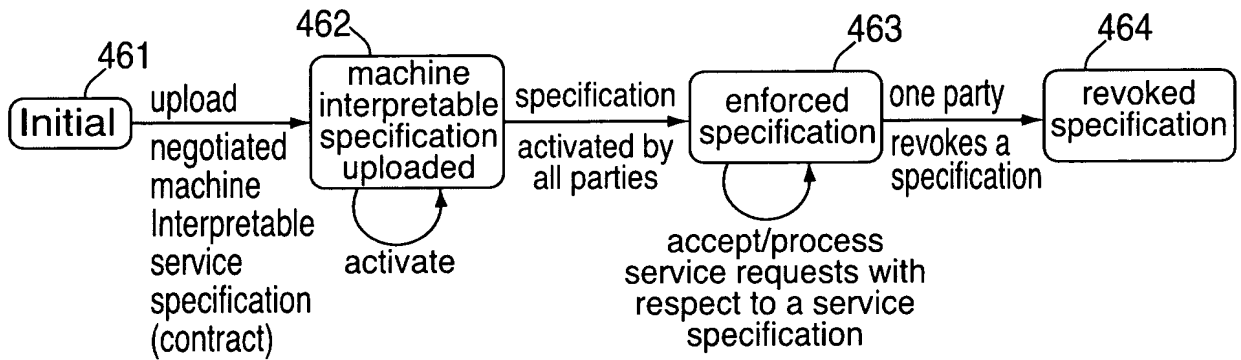 461
Initial
upload
negotiated
machine
Interpretable
service
specification
(contract)
462
machine
interpretable
specification
uploaded
activate
specification
activated by
all parties
463
enforced
specification
accept/process
service requests with
respect to a service
specification
one party
revokes a
specification
464
revoked
specification